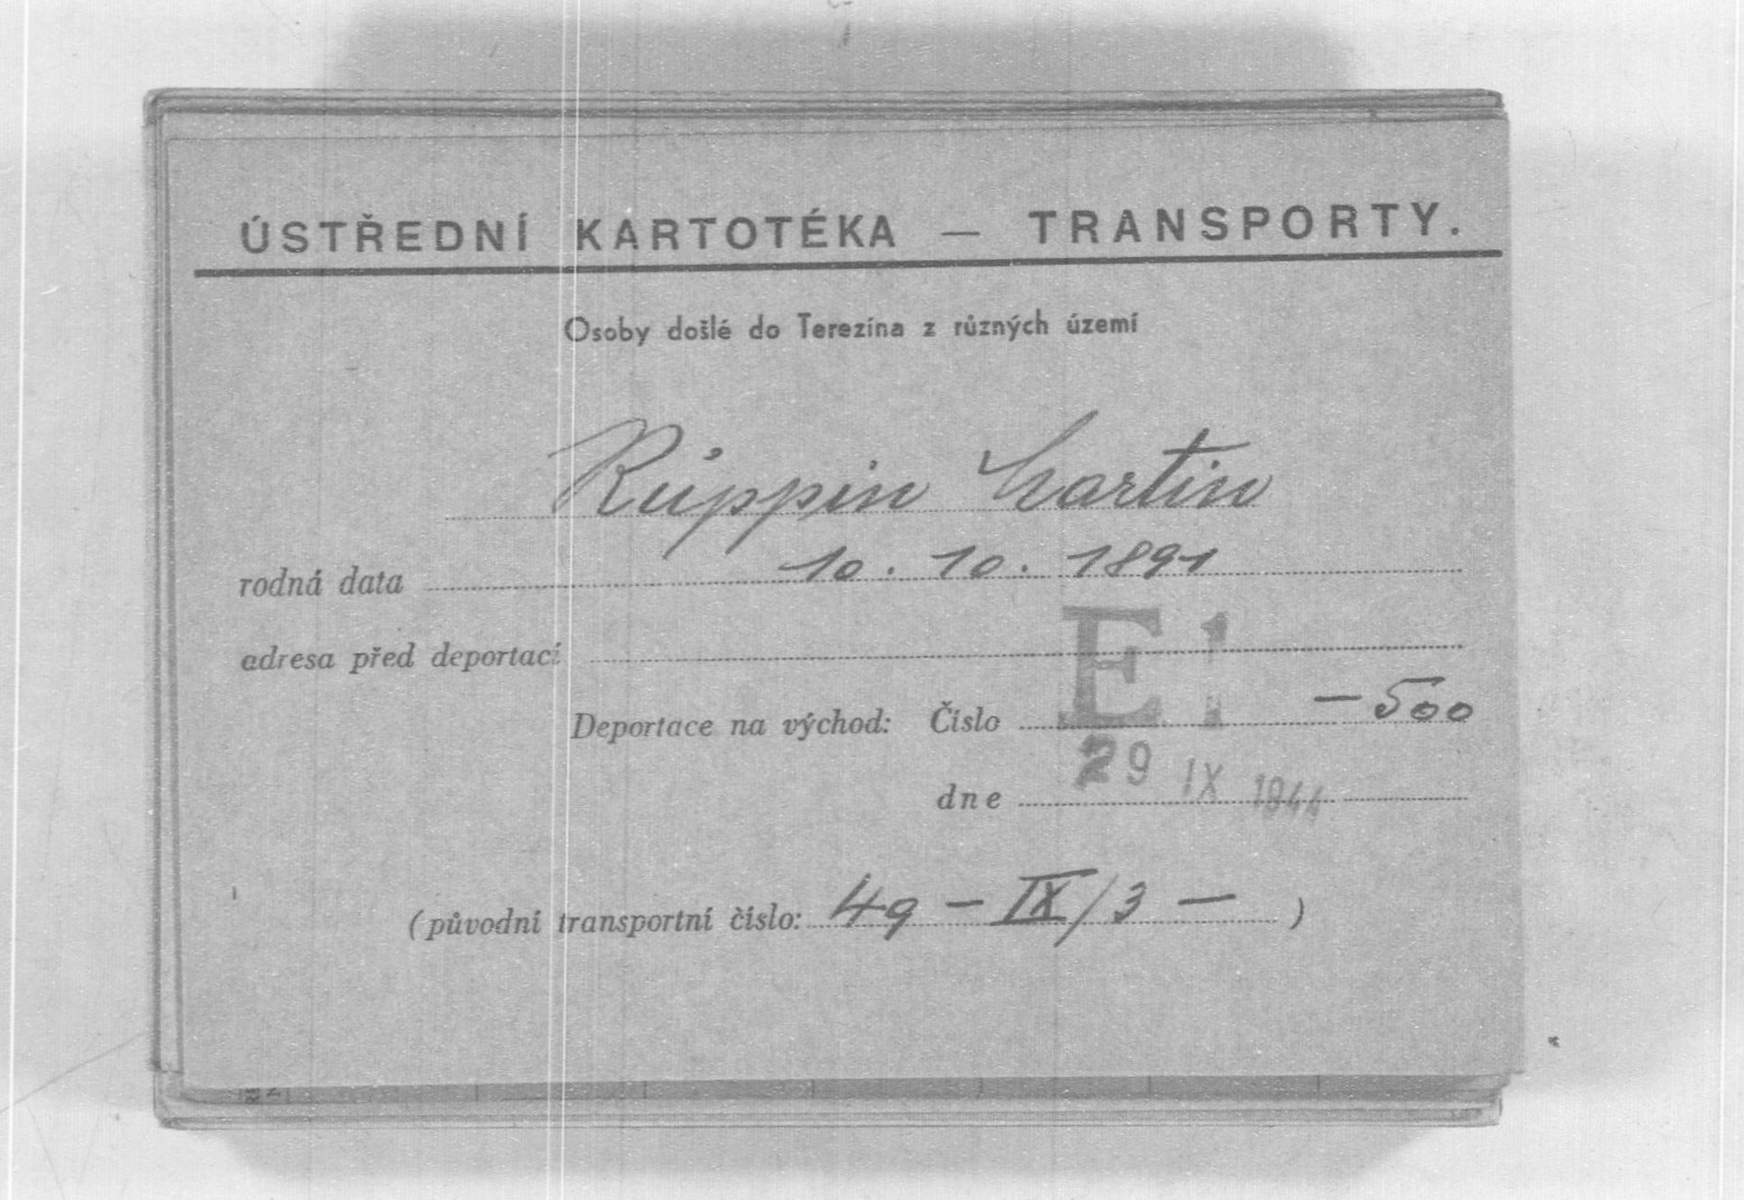 ÚSTŘEDNÍ KARTOTÉKA — TRANSPORTY.
Osoby došlé do Terezína z různých území
Ruppin Martin
rodná data 10. 10. 1891
adresa před deportací
Deportace na východ: Číslo E1 -500
dne 29 IX 1944
(původní transportní číslo: 49 - IX/3 - )